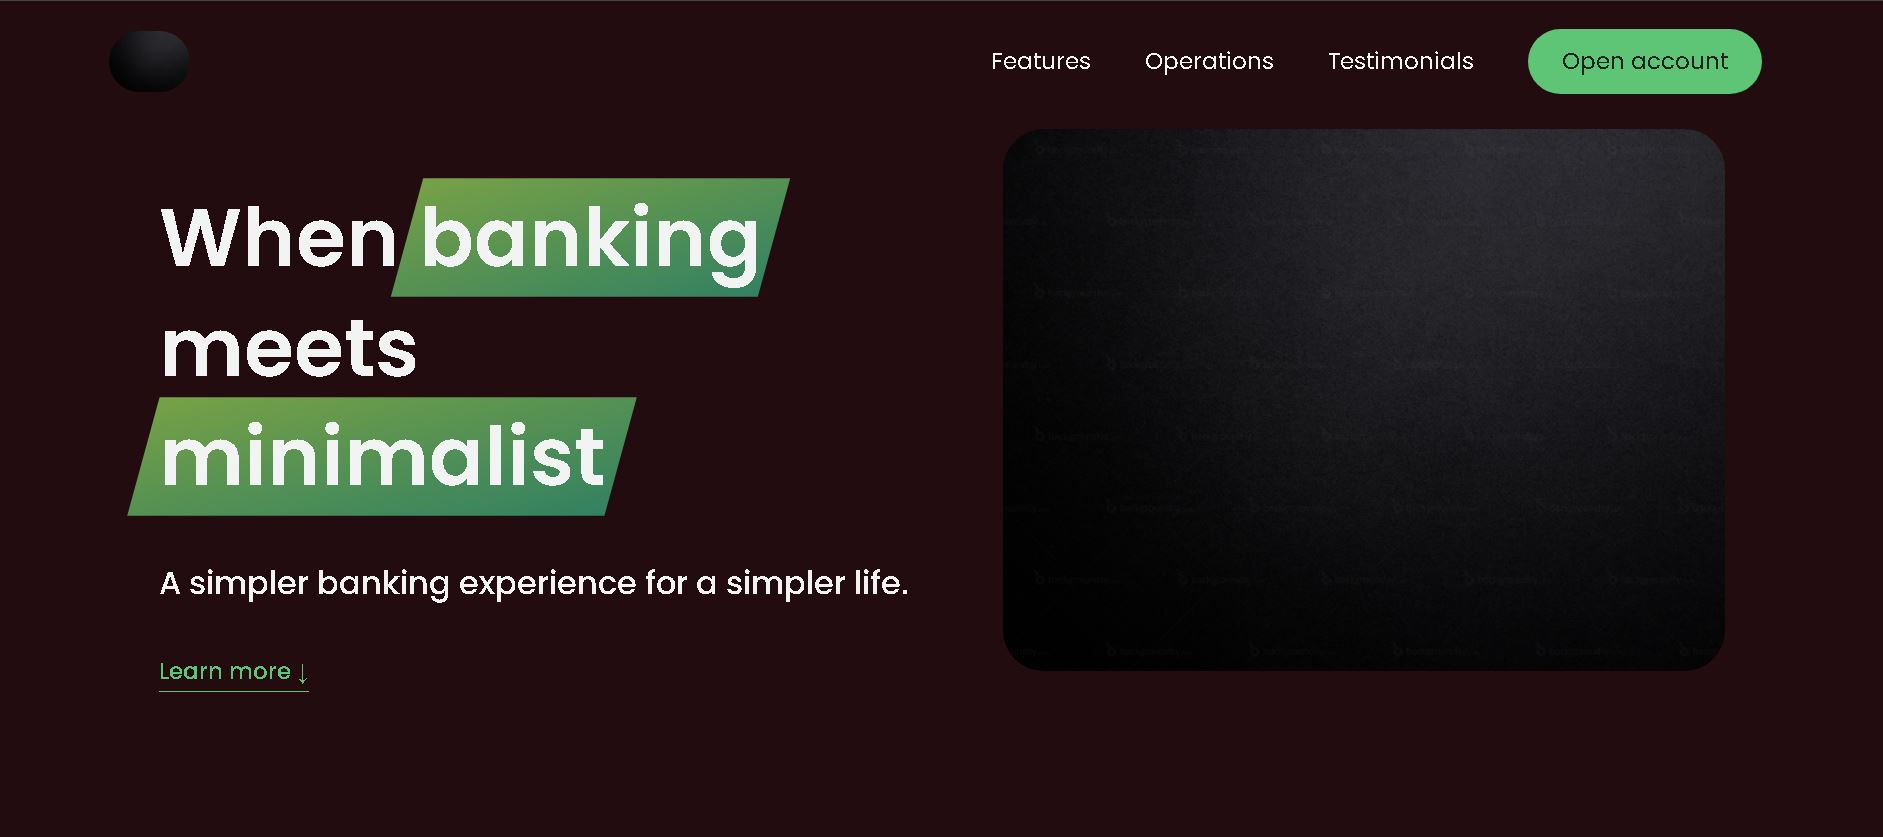 Features Operations Testimonials Open account
When banking
meets
minimalist
A simpler banking experience for a simpler life.
Learn more ↓